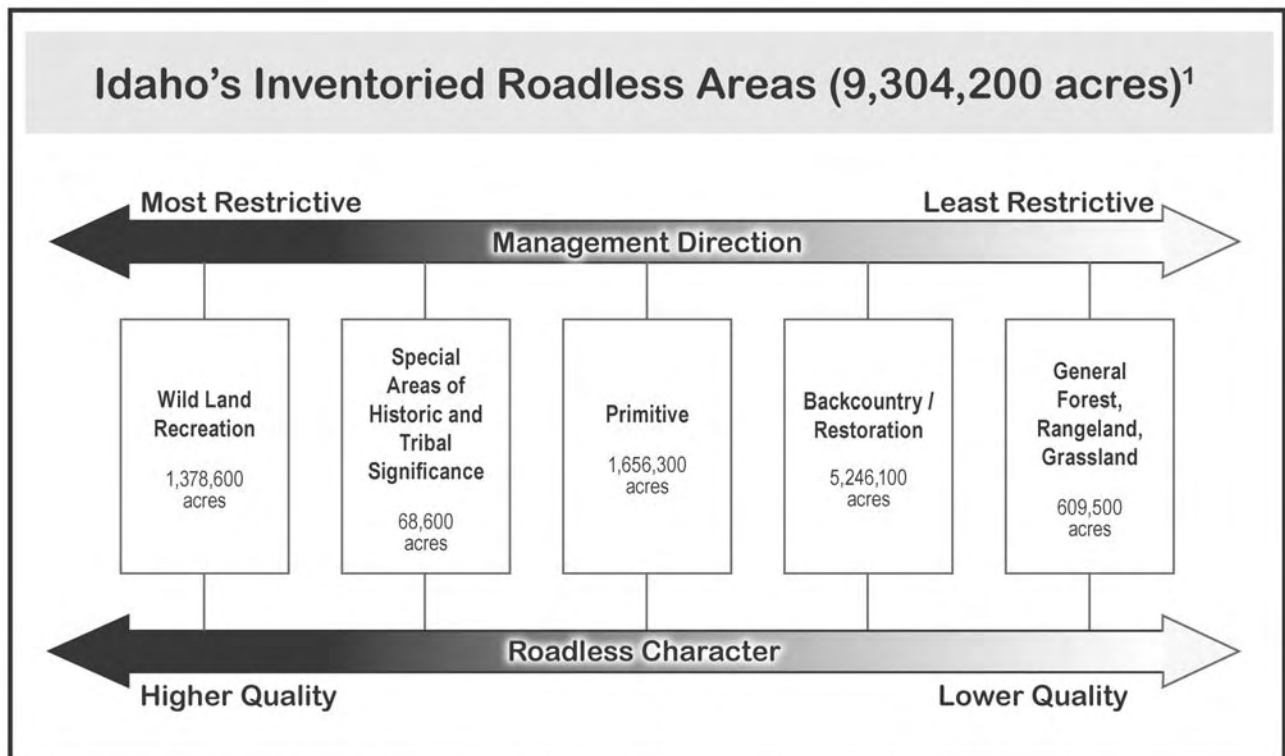 Idaho's Inventoried Roadless Areas (9,304,200 acres)¹
Most Restrictive
Least Restrictive
Management Direction
Wild Land
Recreation
1,378,600
acres
Special
Areas of
Historic and
Tribal
Significance
68,600
acres
Primitive
1,656,300
acres
Backcountry /
Restoration
5,246,100
acres
General
Forest,
Rangeland,
Grassland
609,500
acres
Roadless Character
Higher Quality
Lower Quality